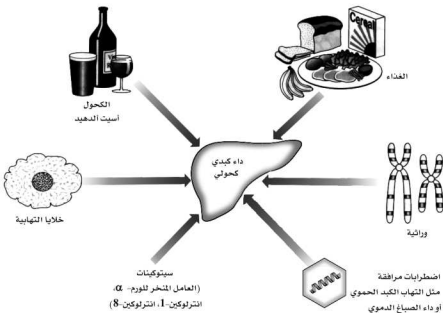 Cereal
الغذاء
الكحول
أسيت ألدهيد
داء كبدي
كحولي
خلايا التهابية
وراثية
سيتوكينات
(العامل المنخر للورم- α،
انترلوكين-1، انترلوكين-8)
اضطرابات مرافقة
مثل التهاب الكبد الحموي
أو داء الصباغ الدموي